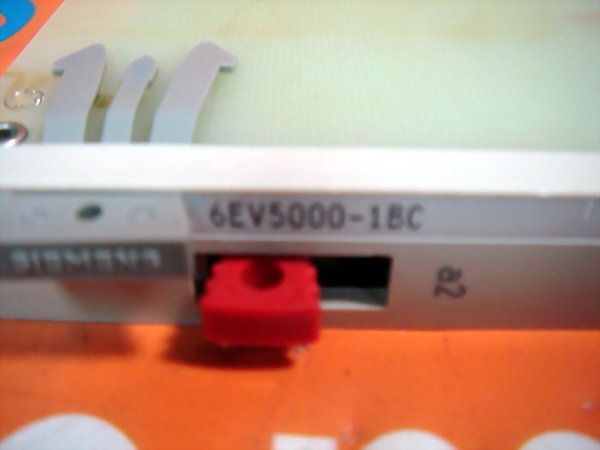 6EV5000-1BC
SIEMENS
a2